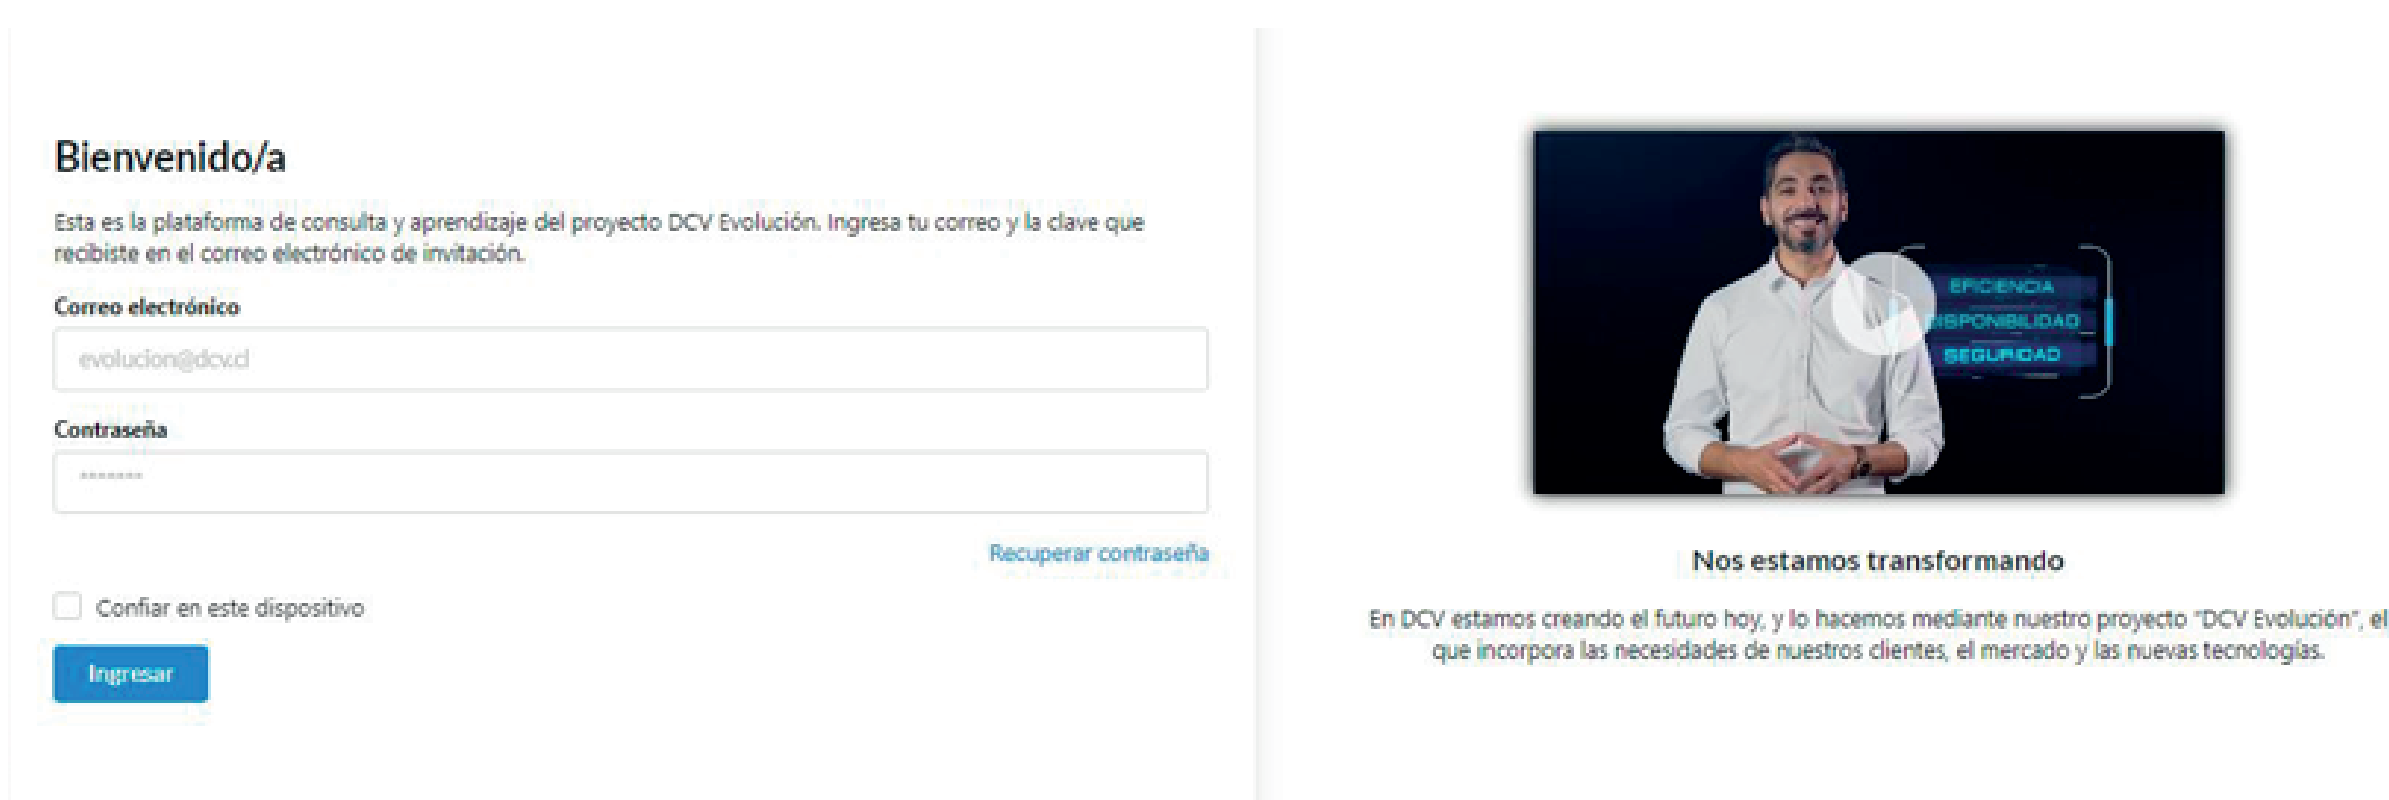 Bienvenido/a
Esta es la plataforma de consulta y aprendizaje del proyecto DCV Evolución. Ingresa tu correo y la clave que
recibiste en el correo electrónico de invitación.
Correo electrónico
evolucion@dcv.cl
Contraseña
*******
Recuperar contraseña
Confiar en este dispositivo
Ingresar
EFICIENCIA
DISPONIBILIDAD
SEGURIDAD
Nos estamos transformando
En DCV estamos creando el futuro hoy, y lo hacemos mediante nuestro proyecto "DCV Evolución", el
que incorpora las necesidades de nuestros clientes, el mercado y las nuevas tecnologías.